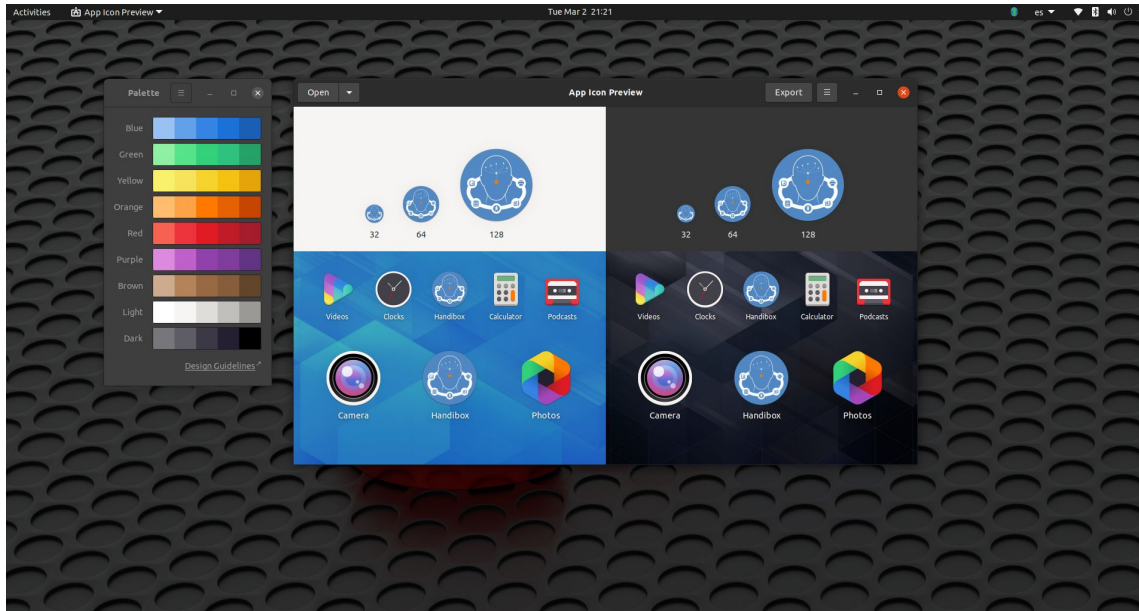 Activities App Icon Preview Tue Mar 2 21:21 es
Palette
Blue
Green
Yellow
Orange
Red
Purple
Brown
Light
Dark
Design Guidelines
Open App Icon Preview Export
32 64 128
32 64 128
Videos Clocks Handibox Calculator Podcasts
Camera Handibox Photos
Videos Clocks Handibox Calculator Podcasts
Camera Handibox Photos